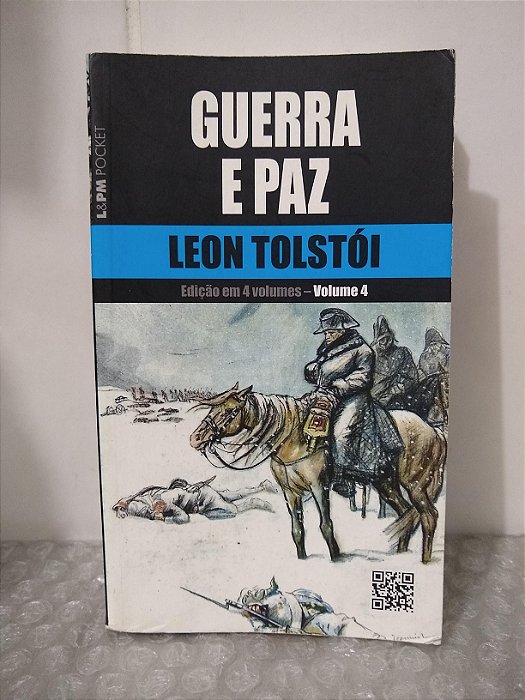 GUERRA
E PAZ
LEON TOLSTÓI
Edição em 4 volumes – Volume 4
L&PM POCKET